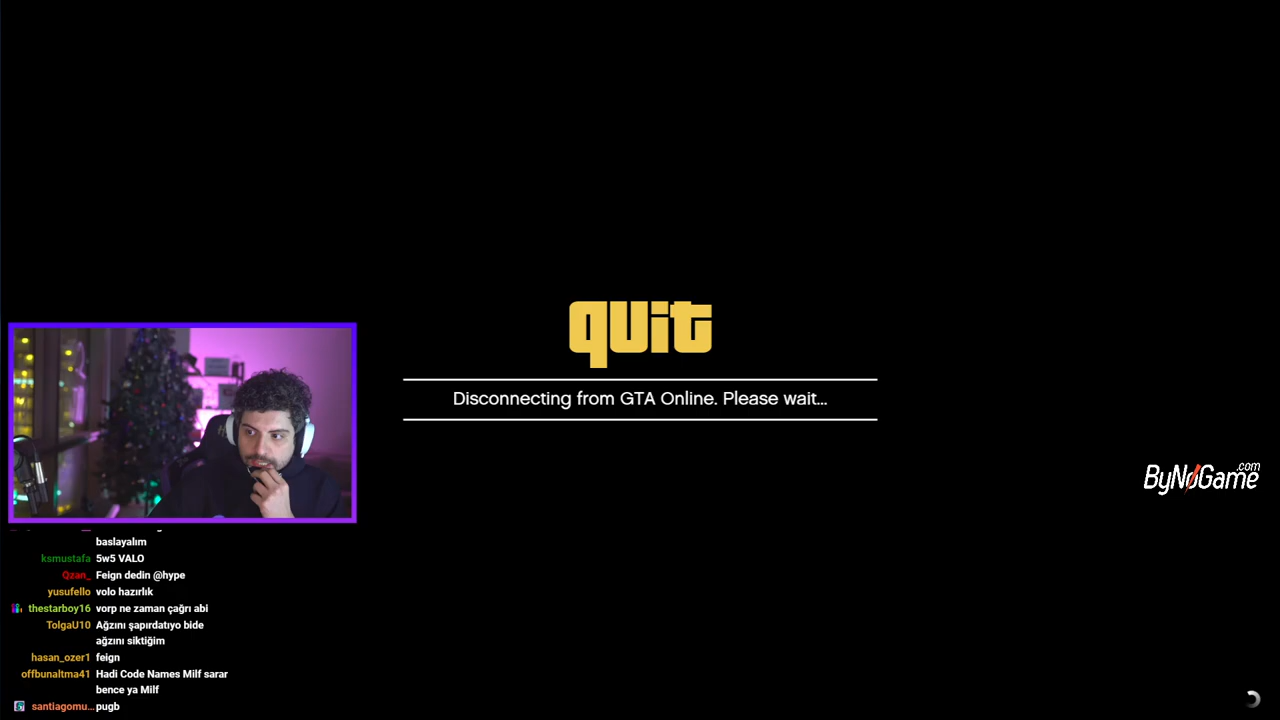 quit
Disconnecting from GTA Online. Please wait...
ByNoGame
.com
baslayalım
ksmustafa 5w5 VALO
Qzan_ Feign dedin @hype
yusufello volo hazırlık
thestarboy16 vorp ne zaman çağrı abi
TolgaU10 Ağzını şapırdatıyo bide
ağzını siktiğim
hasan_ozer1 feign
offbunaltma41 Hadi Code Names Milf sarar
bence ya Milf
santiagomu... pugb